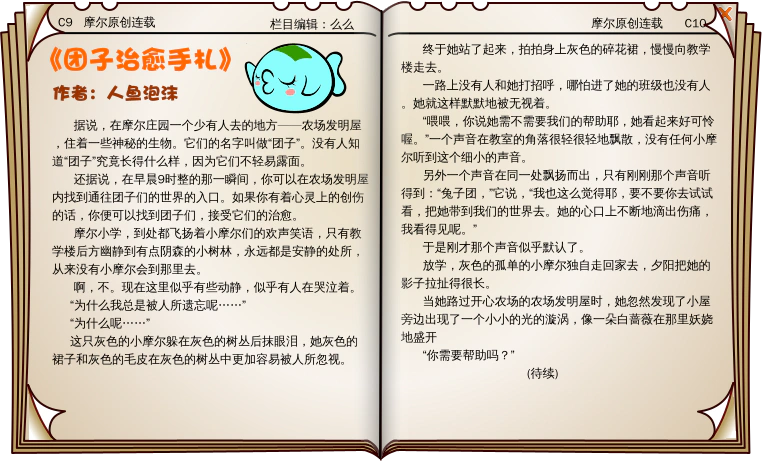 C9 摩尔原创连载
栏目编辑：么么
《团子治愈手札》
作者：人鱼泡沫
据说，在摩尔庄园一个少有人去的地方——农场发明屋
，住着一些神秘的生物。它们的名字叫做“团子”。没有人知
道“团子”究竟长得什么样，因为它们不轻易露面。
还据说，在早晨9时整的那一瞬间，你可以在农场发明屋
内找到通往团子们的世界的入口。如果你有着心灵上的创伤
的话，你便可以找到团子们，接受它们的治愈。
摩尔小学，到处都飞扬着小摩尔们的欢声笑语，只有教
学楼后方幽静到有点阴森的小树林，永远都是安静的处所，
从来没有小摩尔会到那里去。
啊，不。现在这里似乎有些动静，似乎有人在哭泣着。
“为什么我总是被人所遗忘呢……”
“为什么呢……”
这只灰色的小摩尔躲在灰色的树丛后抹眼泪，她灰色的
裙子和灰色的毛皮在灰色的树丛中更加容易被人所忽视。
摩尔原创连载 C10
终于她站了起来，拍拍身上灰色的碎花裙，慢慢向教学
楼走去。
一路上没有人和她打招呼，哪怕进了她的班级也没有人
。她就这样默默地被无视着。
“喂喂，你说她需不需要我们的帮助耶，她看起来好可怜
喔。”一个声音在教室的角落很轻很轻地飘散，没有任何小摩
尔听到这个细小的声音。
另外一个声音在同一处飘扬而出，只有刚刚那个声音听
得到：“兔子团，”它说，“我也这么觉得耶，要不要你去试试
看，把她带到我们的世界去。她的心口上不断地滴出伤痛，
我看得见呢。”
于是刚才那个声音似乎默认了。
放学，灰色的孤单的小摩尔独自走回家去，夕阳把她的
影子拉扯得很长。
当她路过开心农场的农场发明屋时，她忽然发现了小屋
旁边出现了一个小小的光的漩涡，像一朵白蔷薇在那里妖娆
地盛开
“你需要帮助吗？”
(待续)